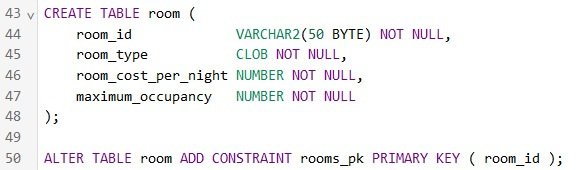 43 CREATE TABLE room (
44     room_id             VARCHAR2(50 BYTE) NOT NULL,
45     room_type           CLOB NOT NULL,
46     room_cost_per_night NUMBER NOT NULL,
47     maximum_occupancy   NUMBER NOT NULL
48 );
49
50 ALTER TABLE room ADD CONSTRAINT rooms_pk PRIMARY KEY ( room_id );